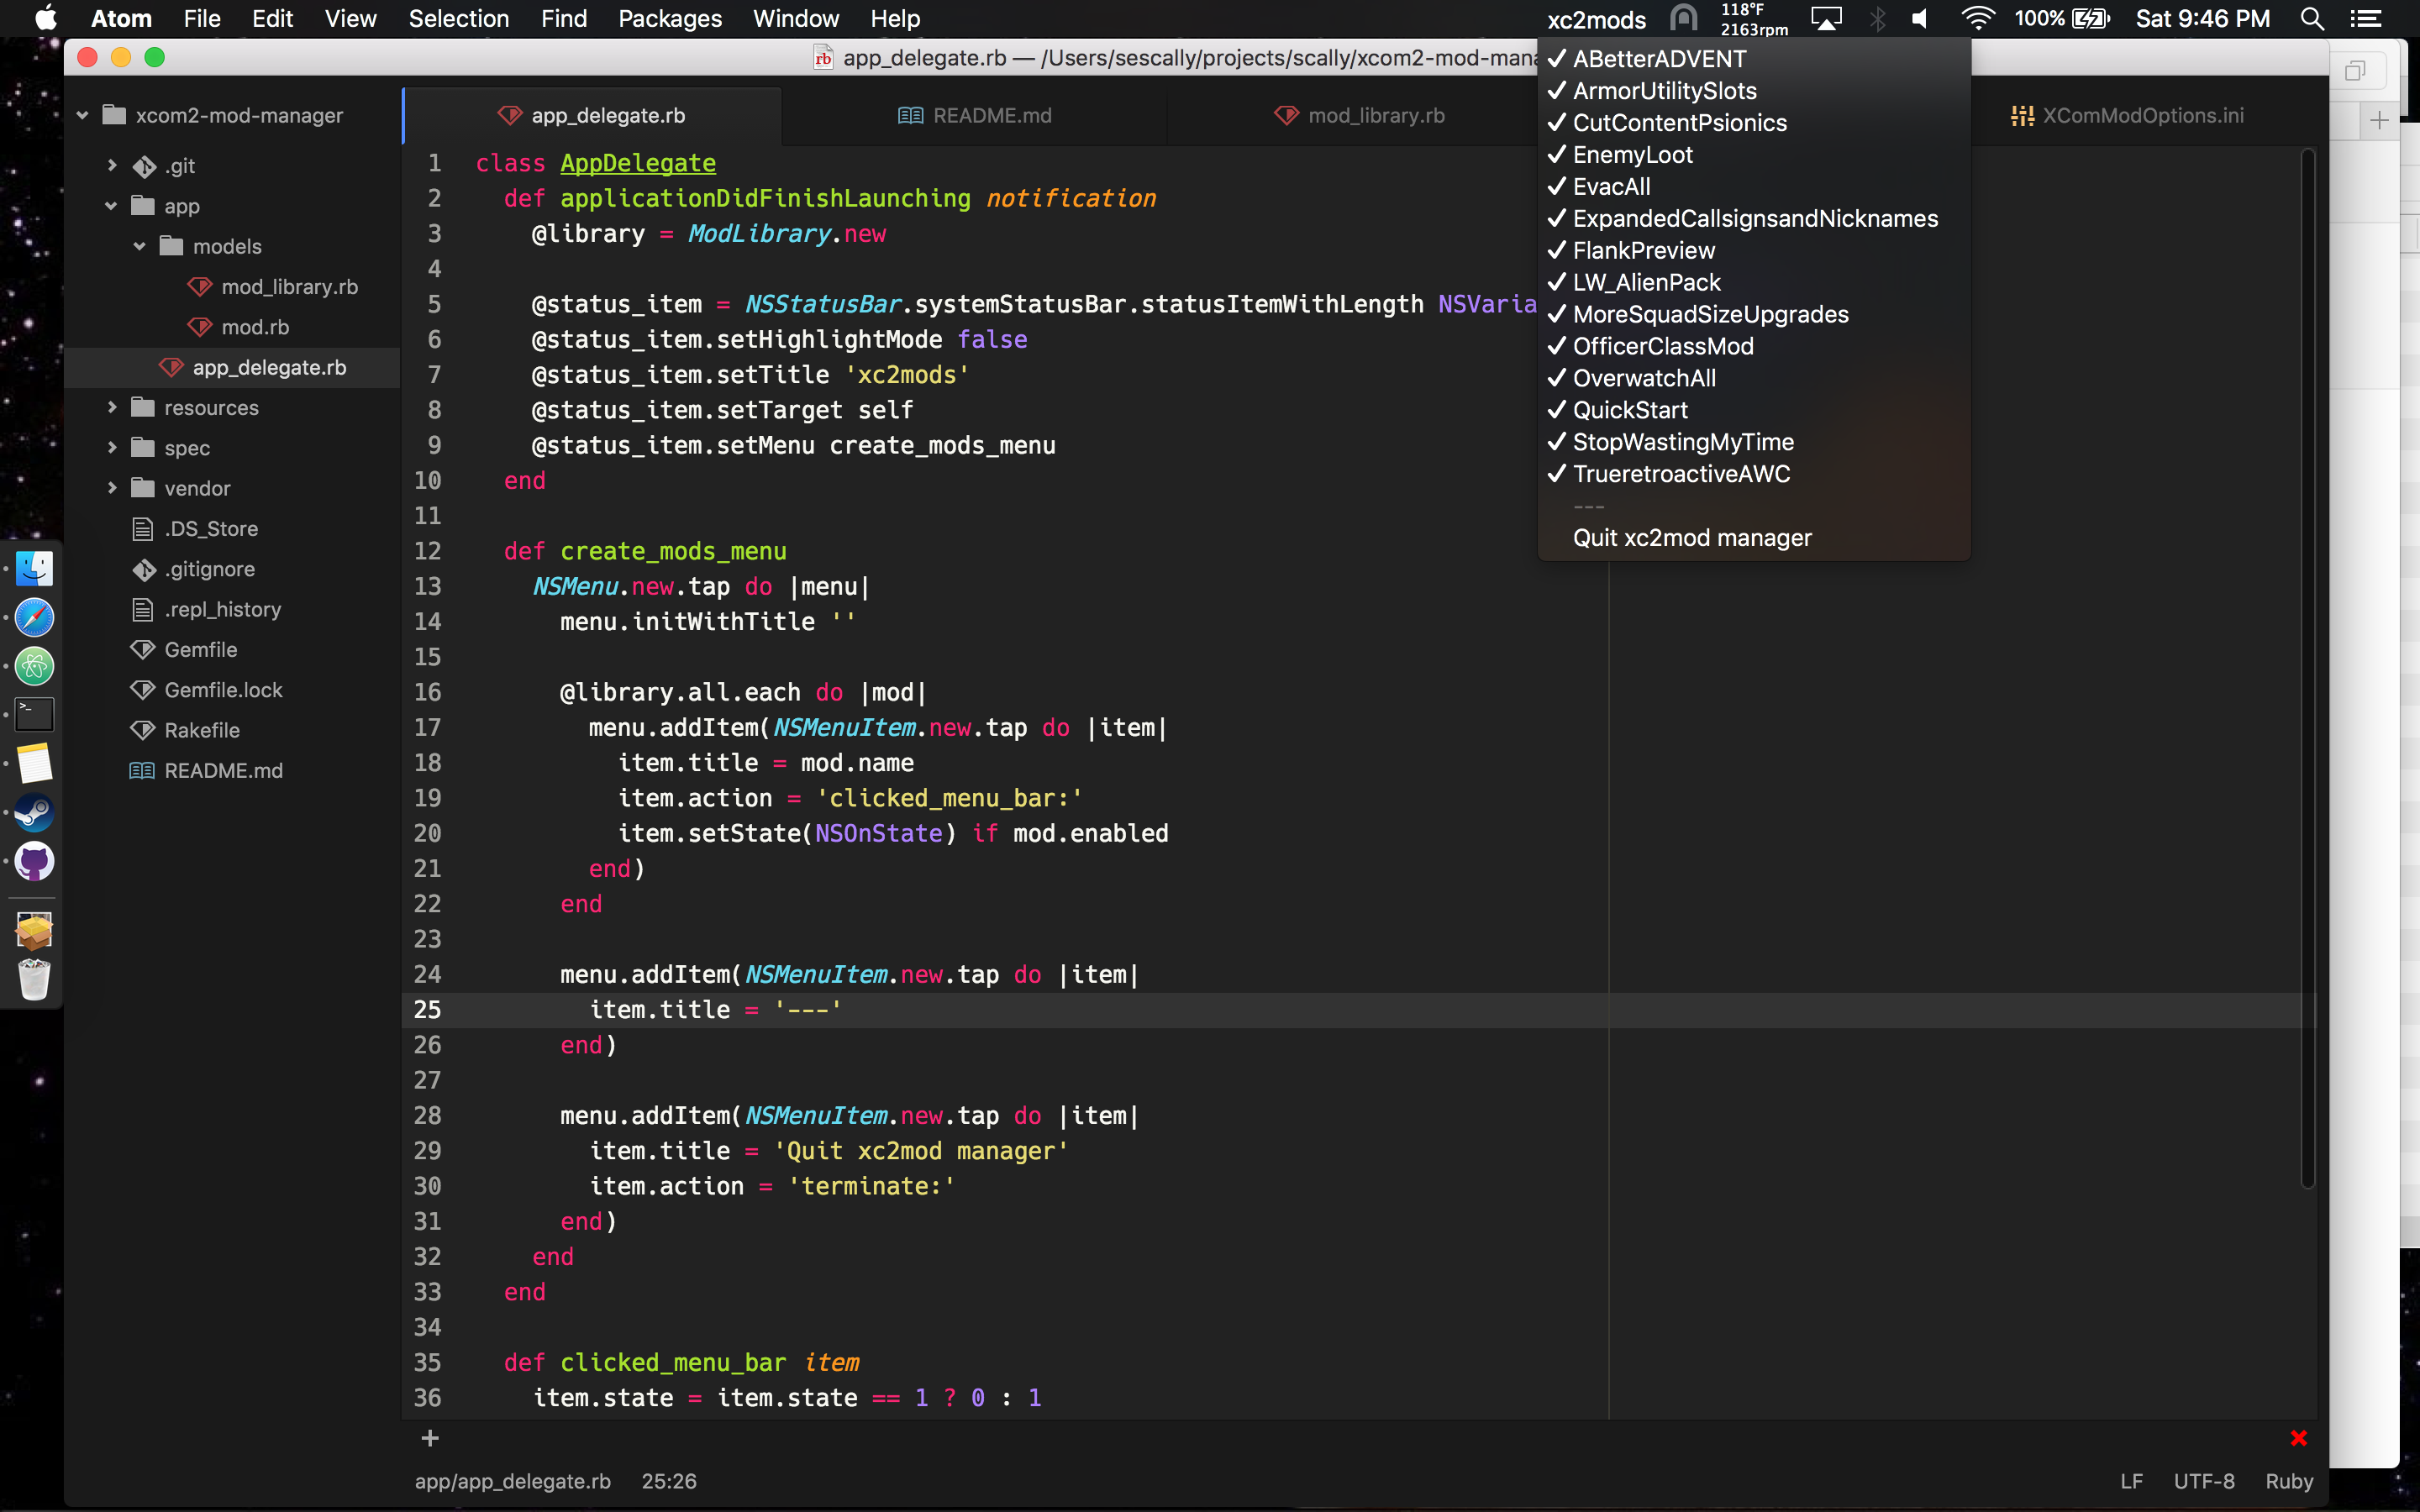 Atom File Edit View Selection Find Packages Window Help xc2mods 118°F 2163rpm 100% Sat 9:46 PM
app_delegate.rb — /Users/sescally/projects/scally/xcom2-mod-mana
xcom2-mod-manager
.git
app
models
mod_library.rb
mod.rb
app_delegate.rb
resources
spec
vendor
.DS_Store
.gitignore
.repl_history
Gemfile
Gemfile.lock
Rakefile
README.md
app_delegate.rb README.md mod_library.rb XComModOptions.ini
1 class AppDelegate
2 def applicationDidFinishLaunching notification
3 @library = ModLibrary.new
4
5 @status_item = NSStatusBar.systemStatusBar.statusItemWithLength NSVaria
6 @status_item.setHighlightMode false
7 @status_item.setTitle 'xc2mods'
8 @status_item.setTarget self
9 @status_item.setMenu create_mods_menu
10 end
11
12 def create_mods_menu
13 NSMenu.new.tap do |menu|
14 menu.initWithTitle ''
15
16 @library.all.each do |mod|
17 menu.addItem(NSMenuItem.new.tap do |item|
18 item.title = mod.name
19 item.action = 'clicked_menu_bar:'
20 item.setState(NSOnState) if mod.enabled
21 end)
22 end
23
24 menu.addItem(NSMenuItem.new.tap do |item|
25 item.title = '---'
26 end)
27
28 menu.addItem(NSMenuItem.new.tap do |item|
29 item.title = 'Quit xc2mod manager'
30 item.action = 'terminate:'
31 end)
32 end
33 end
34
35 def clicked_menu_bar item
36 item.state = item.state == 1 ? 0 : 1
✓ ABetterADVENT
✓ ArmorUtilitySlots
✓ CutContentPsionics
✓ EnemyLoot
✓ EvacAll
✓ ExpandedCallsignsandNicknames
✓ FlankPreview
✓ LW_AlienPack
✓ MoreSquadSizeUpgrades
✓ OfficerClassMod
✓ OverwatchAll
✓ QuickStart
✓ StopWastingMyTime
✓ TrueretroactiveAWC
---
Quit xc2mod manager
app/app_delegate.rb 25:26 LF UTF-8 Ruby